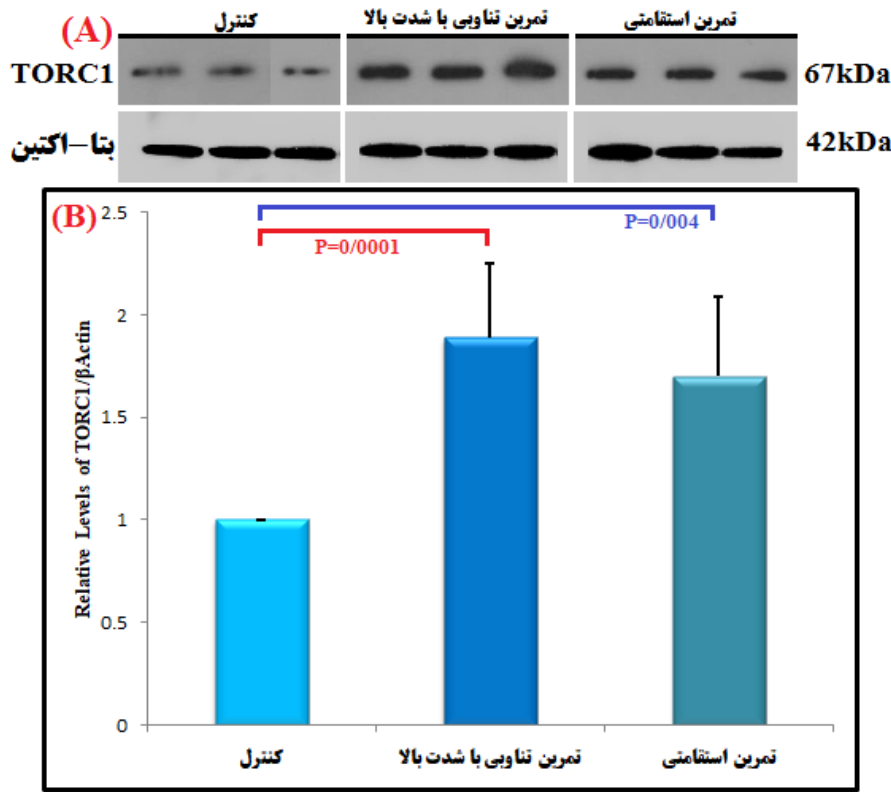 (A)
کنترل
تمرین تناوبی با شدت بالا
تمرین استقامتی
TORC1
67kDa
بتا-اکتین
42kDa
(B)
P=0/004
P=0/0001
Relative Levels of TORC1/βActin
2.5
2
1.5
1
0.5
0
کنترل
تمرین تناوبی با شدت بالا
تمرین استقامتی